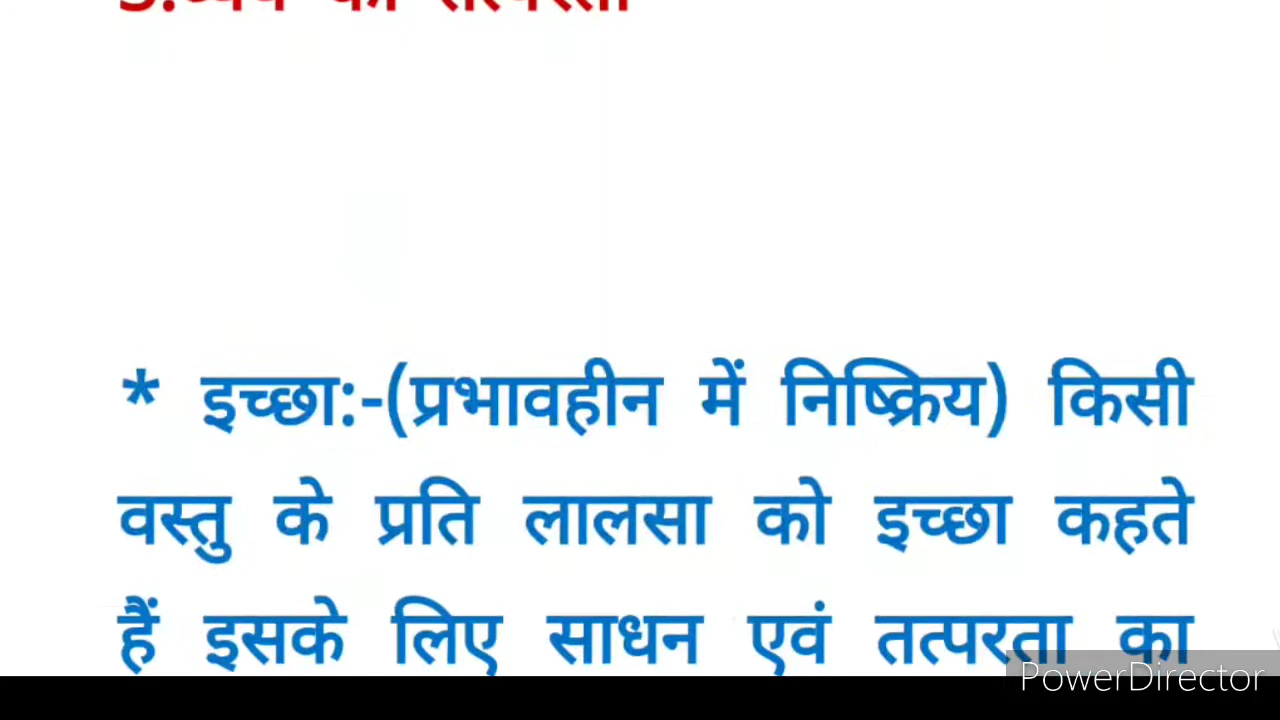 * इच्छा:-(प्रभावहीन में निष्क्रिय) किसी
वस्तु के प्रति लालसा को इच्छा कहते
हैं इसके लिए साधन एवं तत्परता का
PowerDirector